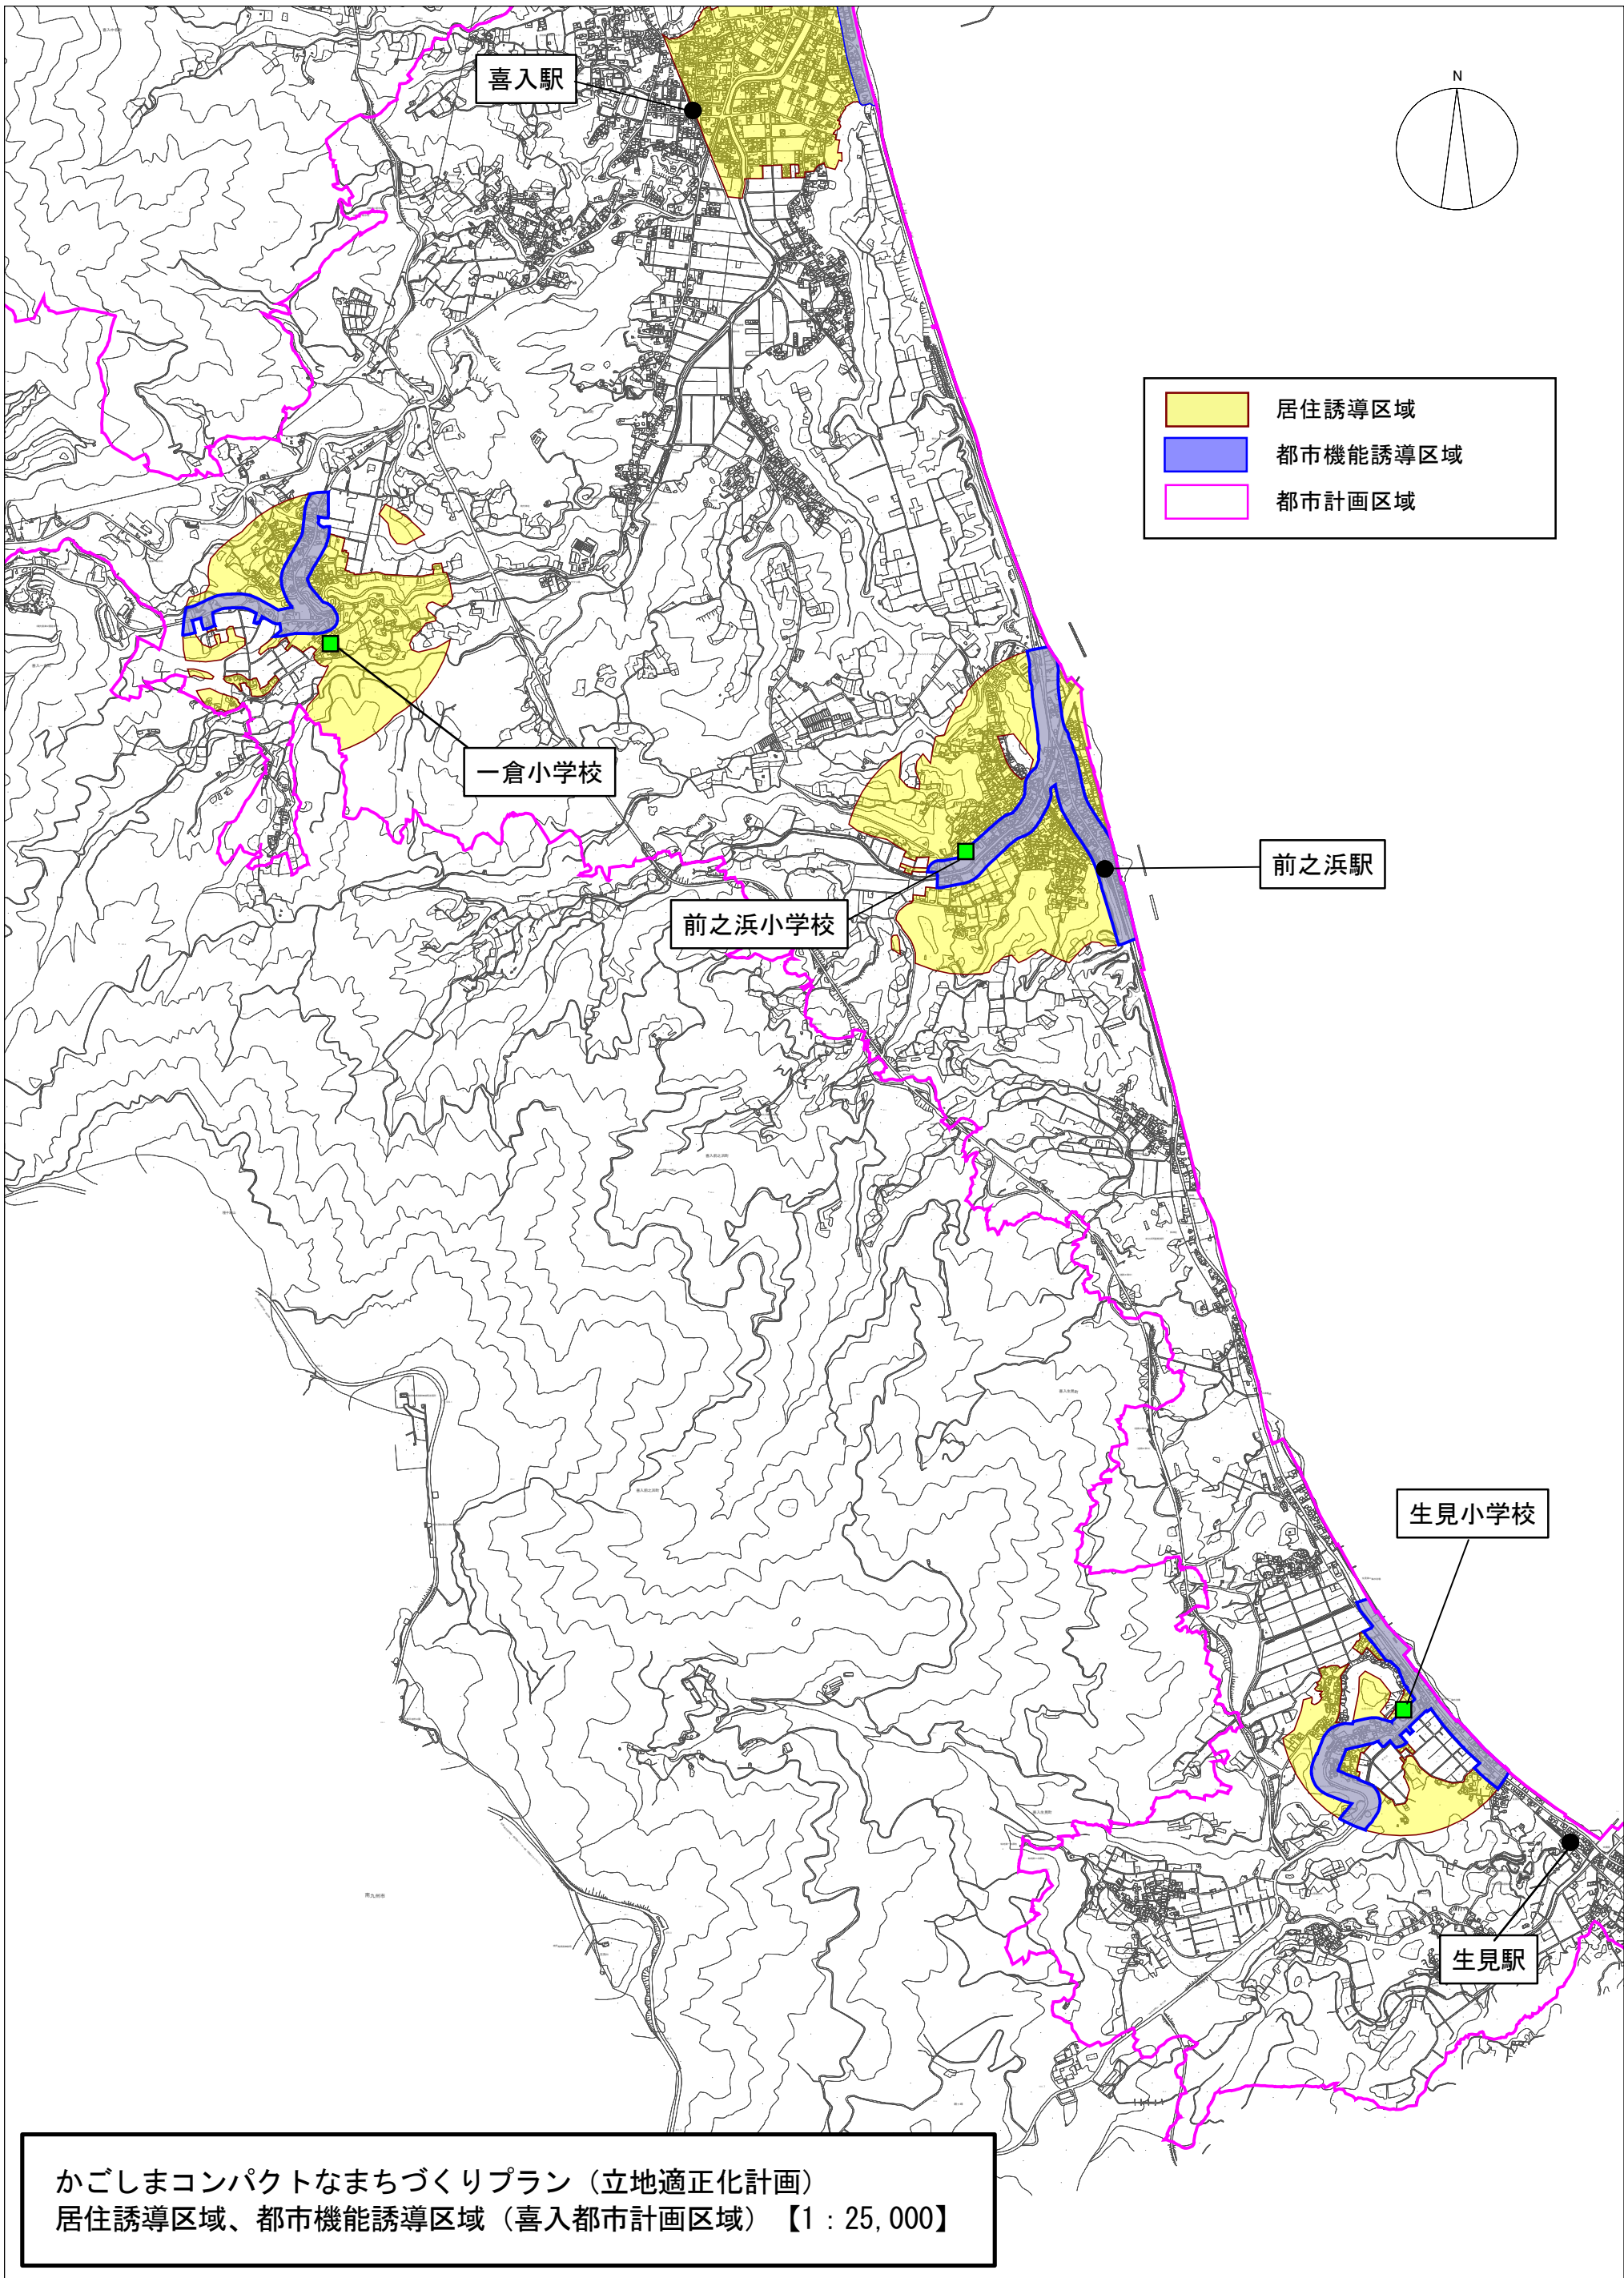 喜入駅
N
居住誘導区域
都市機能誘導区域
都市計画区域
一倉小学校
前之浜駅
前之浜小学校
生見小学校
生見駅
かごしまコンパクトなまちづくりプラン（立地適正化計画）
居住誘導区域、都市機能誘導区域（喜入都市計画区域）【1：25,000】